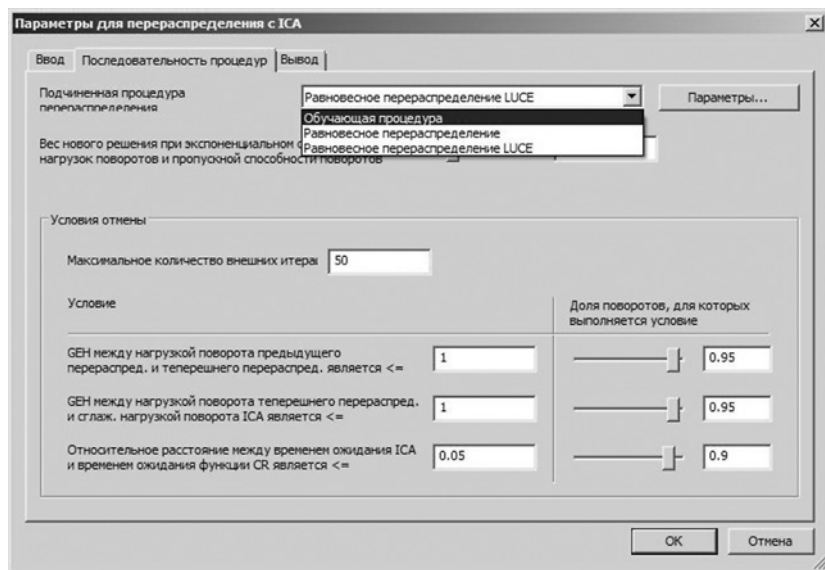 Параметры для перераспределения с ICA
Ввод Последовательность процедур Вывод
Подчиненная процедура
перераспределения
Равновесное перераспределение LUCE
Параметры...
Обучающая процедура
Равновесное перераспределение
Равновесное перераспределение LUCE
Вес нового решения при экспоненциальном
нагрузок поворотов и пропускной способности поворотов
Условия отмены
Максимальное количество внешних итера
50
Условие
Доля поворотов, для которых
выполняется условие
GEH между нагрузкой поворота предыдущего
перераспред. и теперешнего перераспред. является <=
1
0.95
GEH между нагрузкой поворота теперешнего перераспред.
и сглаж. нагрузкой поворота ICA является <=
1
0.95
Относительное расстояние между временем ожидания ICA
и временем ожидания функции CR является <=
0.05
0.9
OK
Отмена